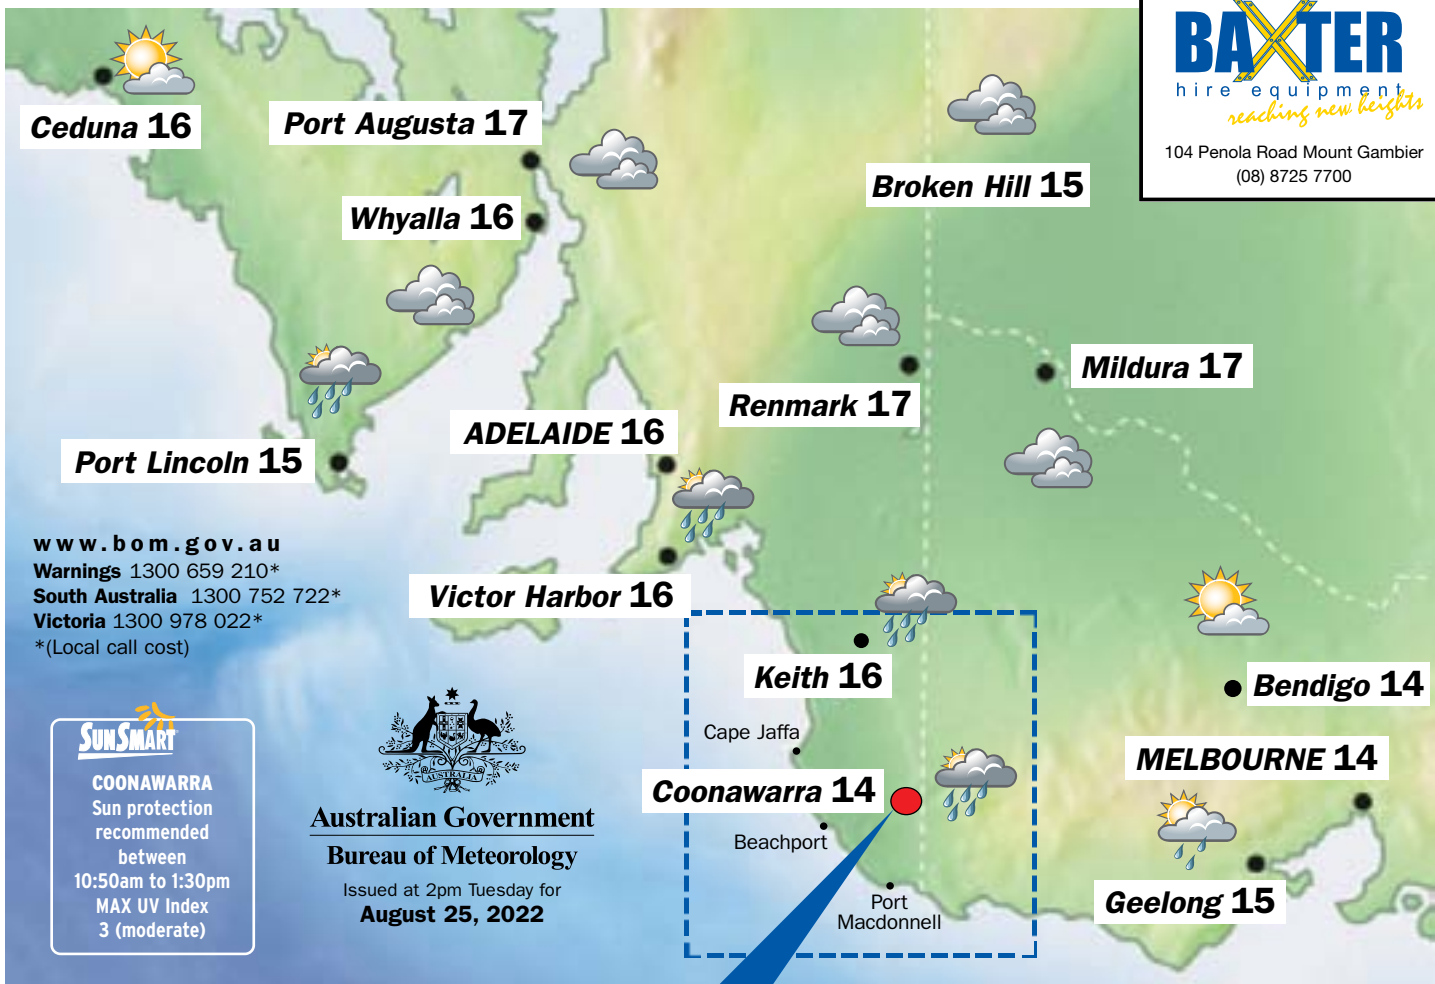 BAXTER
hire equipment
reaching new heights
104 Penola Road Mount Gambier
(08) 8725 7700
Ceduna 16
Port Augusta 17
Whyalla 16
Broken Hill 15
Renmark 17
Mildura 17
ADELAIDE 16
Port Lincoln 15
Victor Harbor 16
www.bom.gov.au
Warnings 1300 659 210*
South Australia 1300 752 722*
Victoria 1300 978 022*
*(Local call cost)
Keith 16
Cape Jaffa
Coonawarra 14
Beachport
Port
Macdonnell
Bendigo 14
MELBOURNE 14
Geelong 15
SUNSMART
COONAWARRA
Sun protection
recommended
between
10:50am to 1:30pm
MAX UV Index
3 (moderate)
AUSTRALIA
Australian Government
Bureau of Meteorology
Issued at 2pm Tuesday for
August 25, 2022